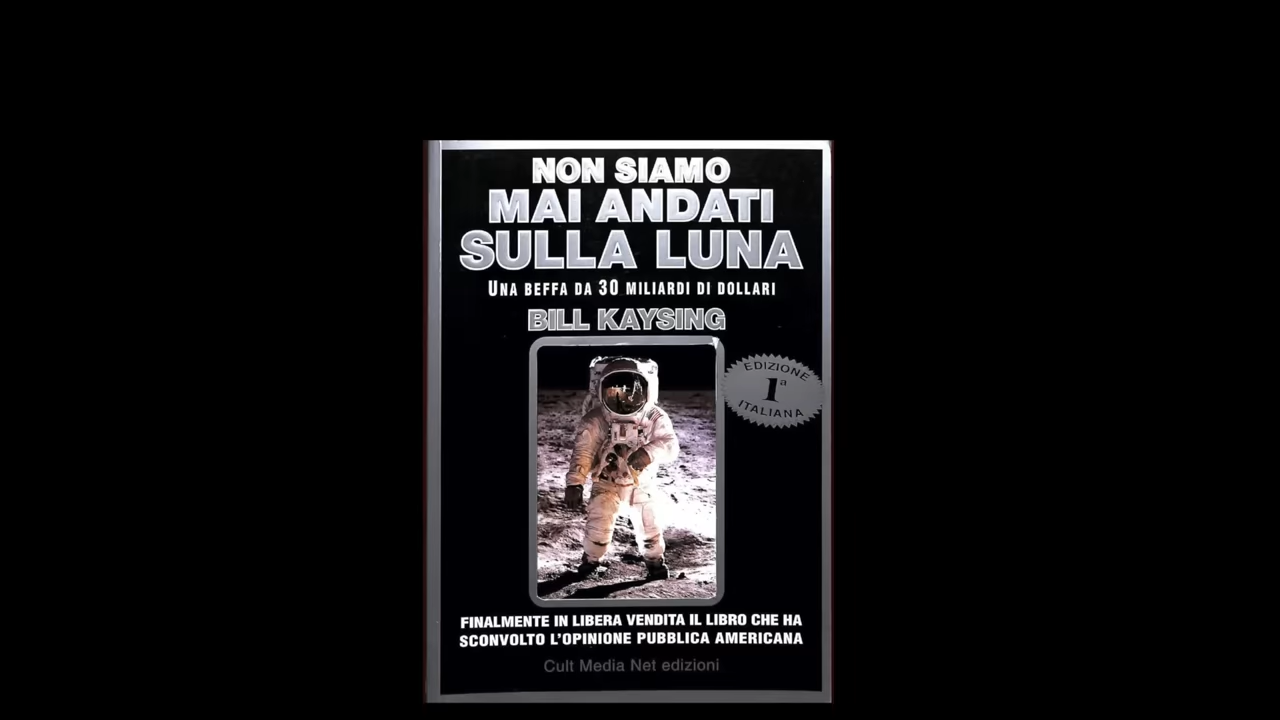 NON SIAMO
MAI ANDATI
SULLA LUNA
UNA BEFFA DA 30 MILIARDI DI DOLLARI
BILL KAYSING
EDIZIONE
1ª
ITALIANA
FINALMENTE IN LIBERA VENDITA IL LIBRO CHE HA
SCONVOLTO L'OPINIONE PUBBLICA AMERICANA
Cult Media Net edizioni